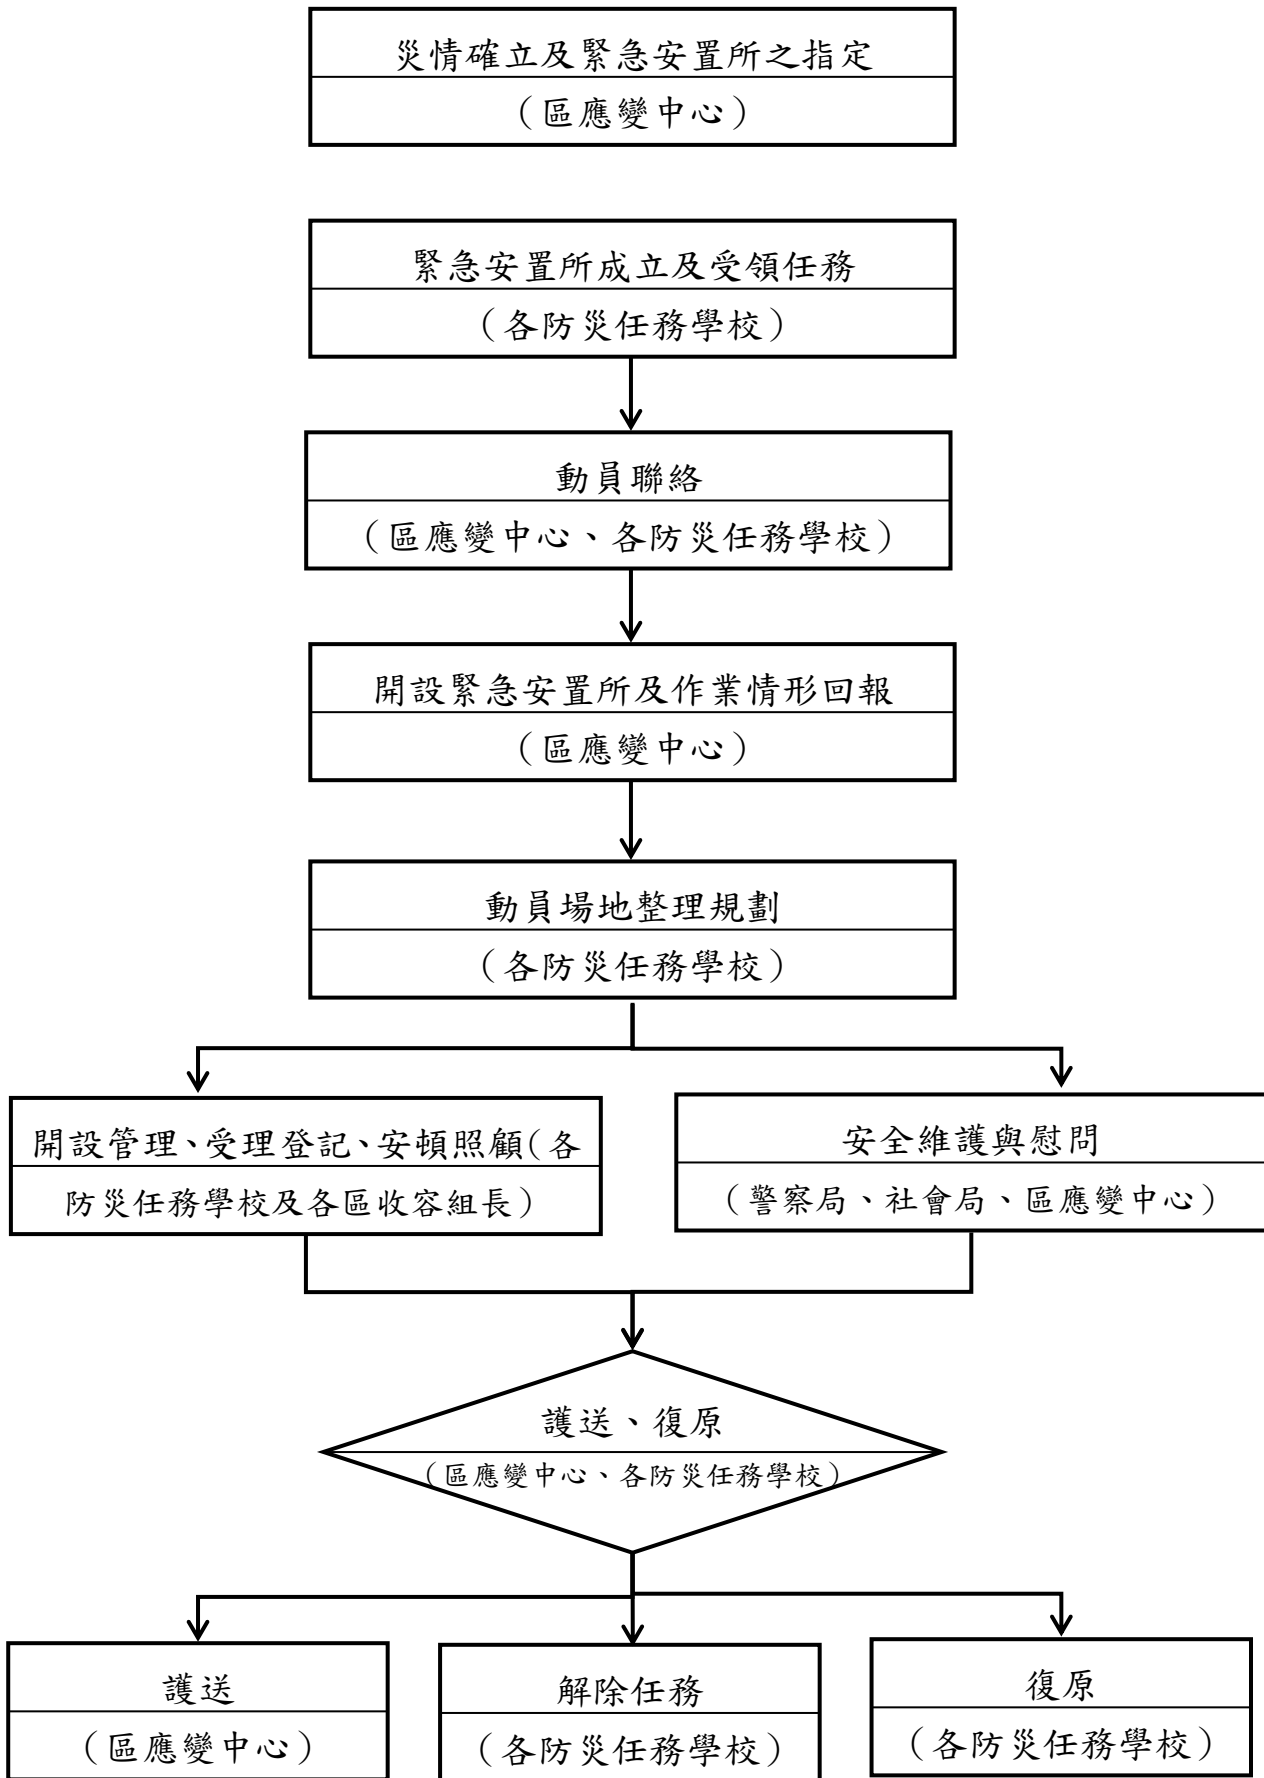 災情確立及緊急安置所之指定
（區應變中心）
緊急安置所成立及受領任務
（各防災任務學校）
動員聯絡
（區應變中心、各防災任務學校）
開設緊急安置所及作業情形回報
（區應變中心）
動員場地整理規劃
（各防災任務學校）
開設管理、受理登記、安頓照顧(各
防災任務學校及各區收容組長)
安全維護與慰問
（警察局、社會局、區應變中心）
護送、復原
（區應變中心、各防災任務學校）
護送
（區應變中心）
解除任務
（各防災任務學校）
復原
（各防災任務學校）